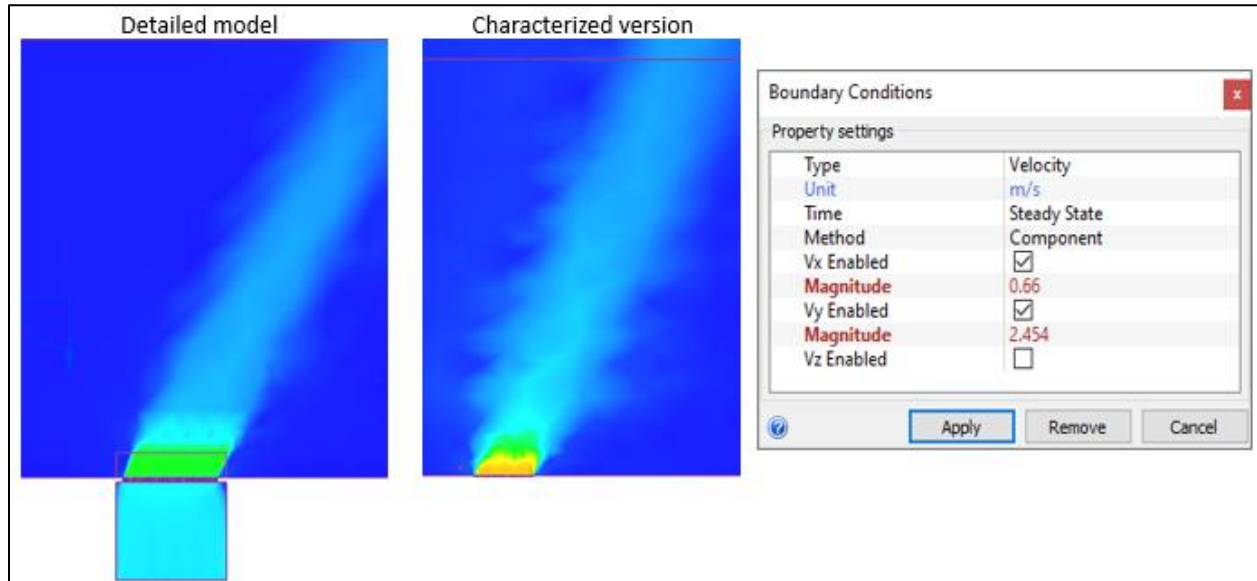 Detailed model
Characterized version
Boundary Conditions
x
Property settings
Type Velocity
Unit m/s
Time Steady State
Method Component
Vx Enabled
Magnitude 0.66
Vy Enabled
Magnitude 2.454
Vz Enabled
?
Apply Remove Cancel